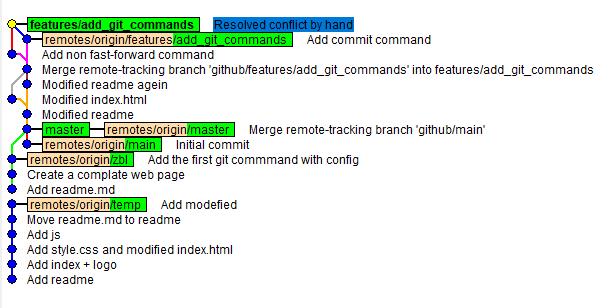 features/add_git_commands Resolved conflict by hand
remotes/origin/features/add_git_commands Add commit command
Add non fast-forward command
Merge remote-tracking branch 'github/features/add_git_commands' into features/add_git_commands
Modified readme agein
Modified index.html
Modified readme
master remotes/origin/master Merge remote-tracking branch 'github/main'
remotes/origin/main Initial commit
remotes/origin/zbl Add the first git commmand with config
Create a complate web page
Add readme.md
remotes/origin/temp Add modefied
Move readme.md to readme
Add js
Add style.css and modified index.html
Add index + logo
Add readme